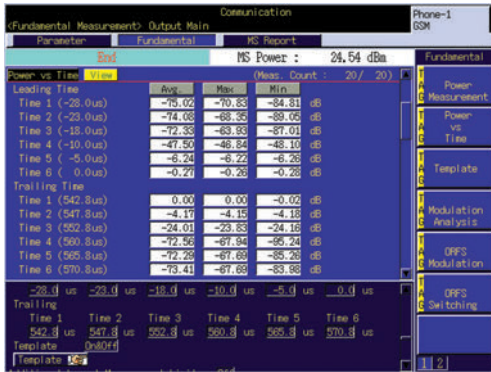 Communication
Phone-1
GSM
<Fundamental Measurement> Output Main
Parameter Fundamental MS Report
End MS Power : 24.54 dBm
Fundamental
Power vs Time View (Meas. Count : 20/ 20)
Leading Time Avg. Max Min
Time 1 (-28.0us) -75.02 -70.83 -84.81 dB
Time 2 (-23.0us) -74.08 -68.35 -89.05 dB
Time 3 (-18.0us) -72.33 -63.93 -87.01 dB
Time 4 (-10.0us) -47.50 -46.84 -48.10 dB
Time 5 ( -5.0us) -6.24 -6.22 -6.26 dB
Time 6 ( 0.0us) -0.27 -0.26 -0.28 dB
Trailing Time
Time 1 (542.8us) 0.00 0.00 -0.02 dB
Time 2 (547.8us) -4.17 -4.15 -4.18 dB
Time 3 (552.8us) -24.01 -23.83 -24.16 dB
Time 4 (560.8us) -72.56 -67.94 -95.24 dB
Time 5 (565.8us) -72.29 -67.69 -85.26 dB
Time 6 (570.8us) -73.41 -67.69 -83.98 dB
-28.0 us -23.0 us -18.0 us -10.0 us -5.0 us 0.0 us
Trailing
Time 1 Time 2 Time 3 Time 4 Time 5 Time 6
542.8 us 547.8 us 552.8 us 560.8 us 565.8 us 570.8 us
Template On&Off
Template
TAG Power Measurement
TAG Power vs Time
TAG Template
TAG Modulation Analysis
TAG ORFS Modulation
TAG ORFS Switching
1 2